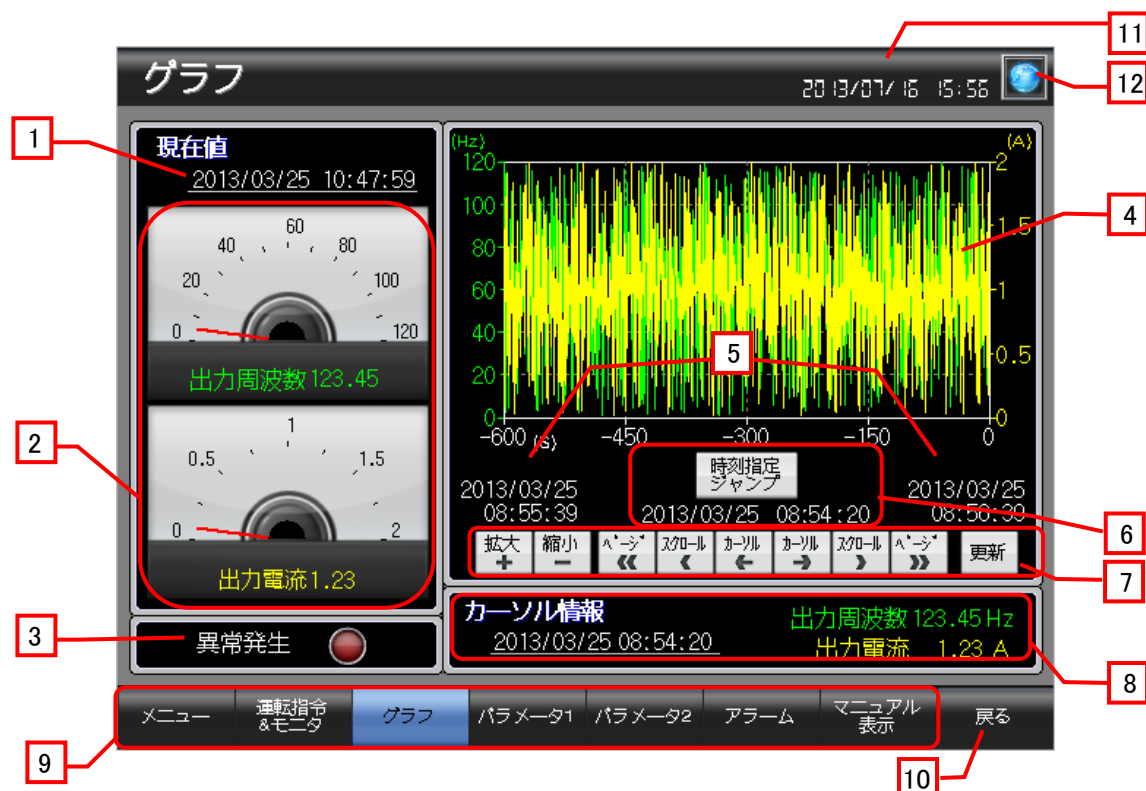 11
グラフ
2013/07/16 15:56
12
1
現在値
2013/03/25 10:47:59
60
40
80
20
100
0
120
出力周波数123.45
2
1
0.5
1.5
0
2
出力電流1.23
3
異常発生
(Hz)
(A)
120
2
100
4
1.5
80
60
1
40
5
0.5
20
0
0
-600 (s) -450 -300 -150 0
時刻指定
ジャンプ
2013/03/25
08:55:39
2013/03/25 08:54:20
2013/03/25
6
拡大
+
縮小
-
ページ
《
スクロール
<
カーソル
←
カーソル
→
スクロール
>
ページ
》
更新
7
カーソル情報
2013/03/25 08:54:20
出力周波数 123.45 Hz
出力電流 1.23 A
8
メニュー
運転指令
&モニタ
グラフ
パラメータ1
パラメータ2
アラーム
マニュアル
表示
戻る
9
10